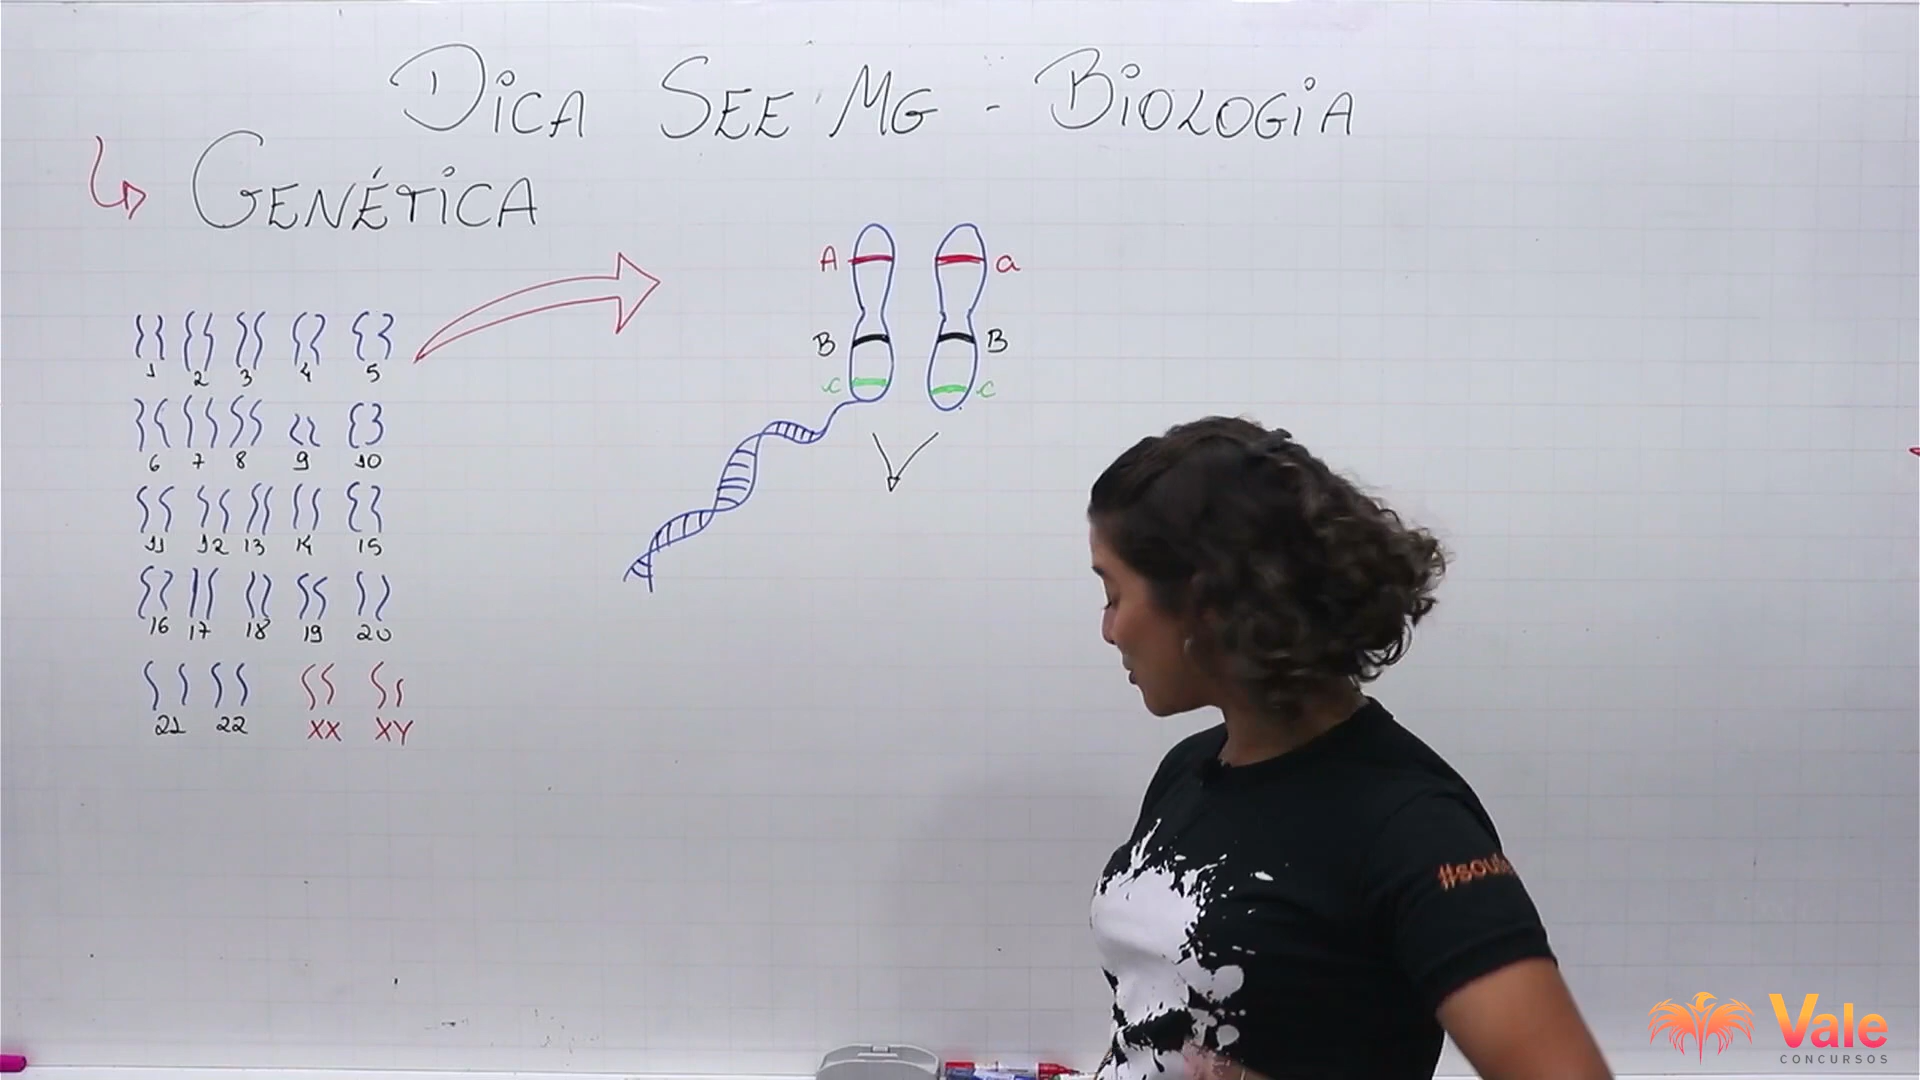 DICA SEE MG - BIOLOGIA
GENÉTICA
A a
B B
c c
1 2 3 4 5
6 7 8 9 10
11 12 13 14 15
16 17 18 19 20
21 22 XX XY
Vale
CONCURSOS